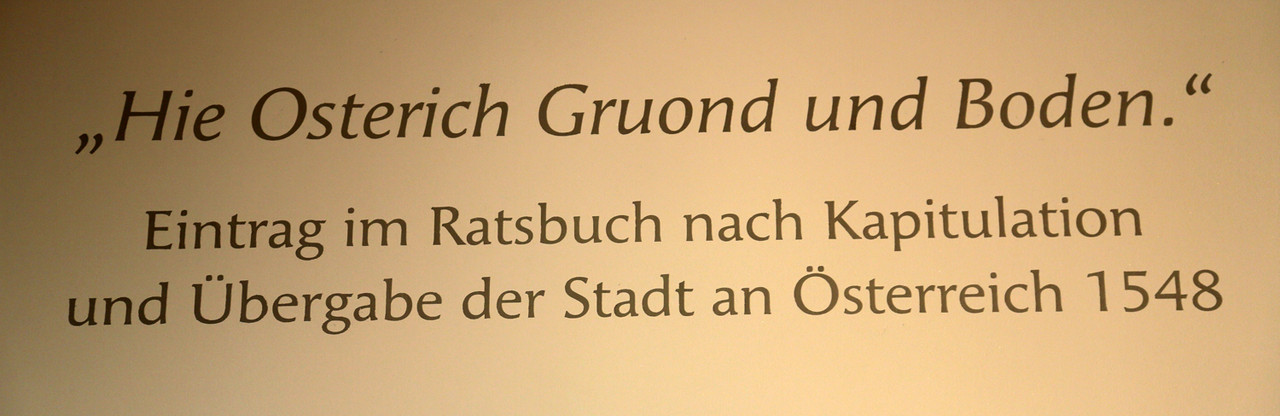 „Hie Osterich Gruond und Boden.“
Eintrag im Ratsbuch nach Kapitulation
und Übergabe der Stadt an Österreich 1548